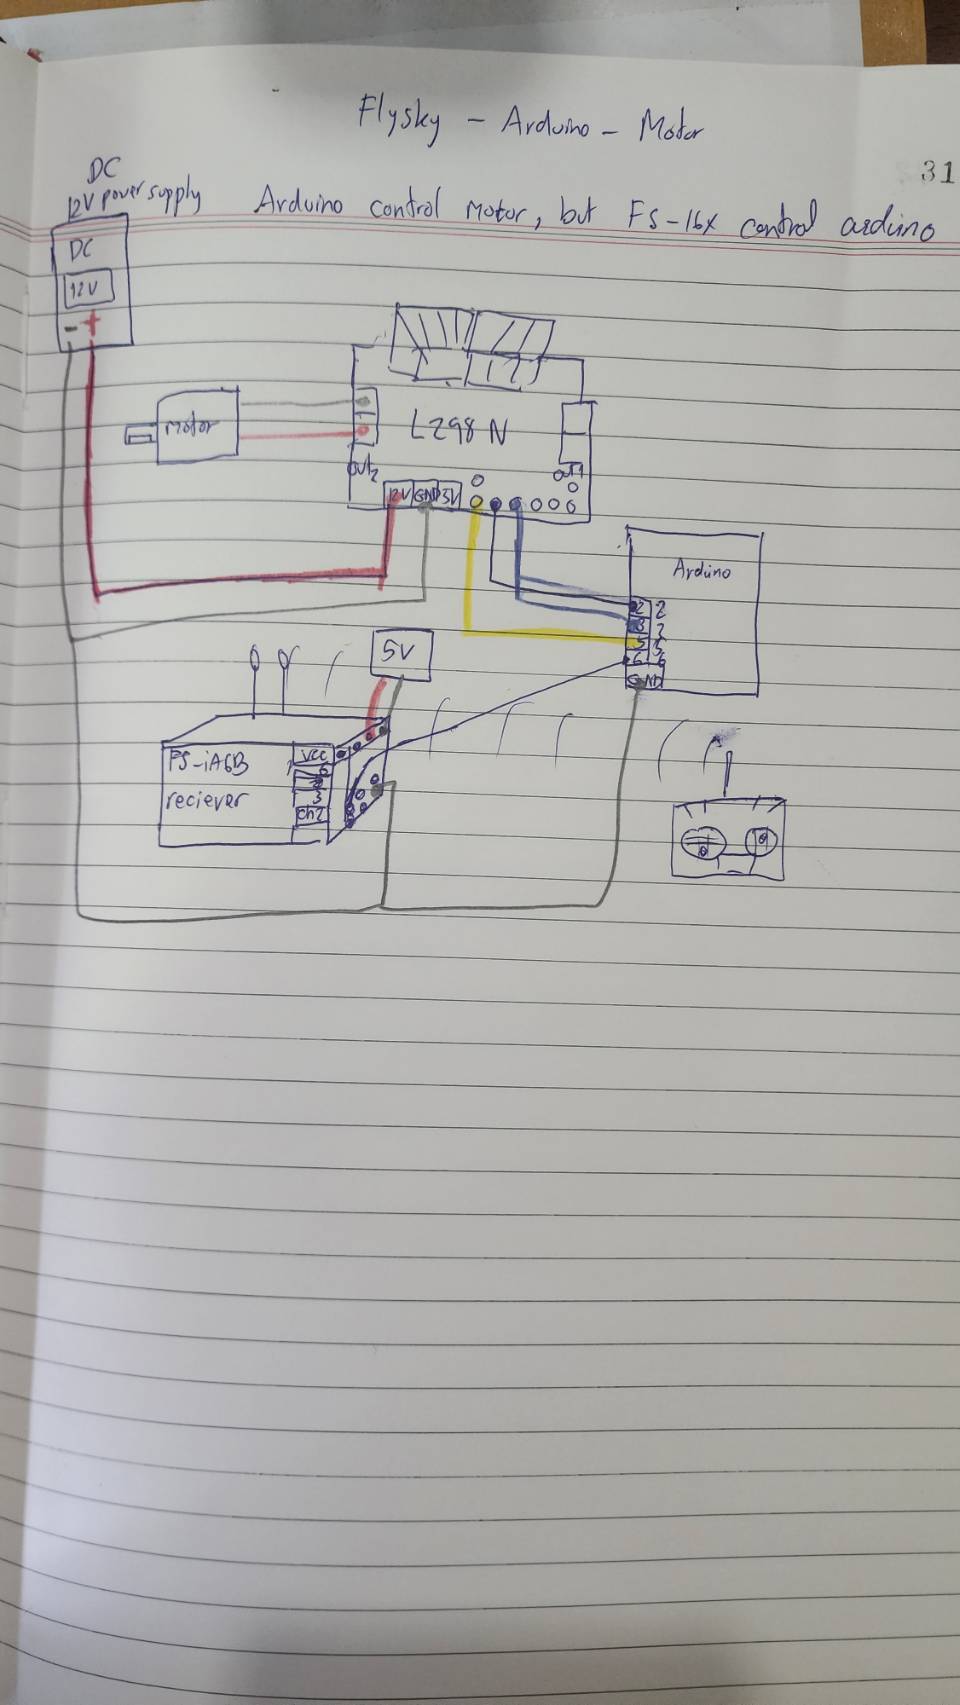 Flysky - Arduino - Motor
31
DC
12V power supply
Arduino control Motor, but FS-16X control arduino
DC
12V
- +
Motor
L298N
out2
out1
12V GND 5V
Arduino
2 2
3 3
5 5
6 6
GND
5V
FS-iA6B
reciever
VCC
6
3
ch2